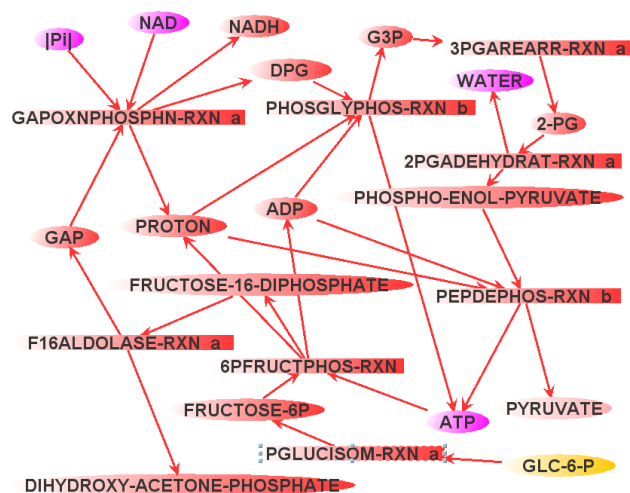 |Pi|
NAD
NADH
G3P
3PGAREARR-RXN a
DPG
WATER
GAPOXNPHOSPHN-RXN a
PHOSGLYPHOS-RXN b
2-PG
2PGADEHYDRAT-RXN a
PHOSPHO-ENOL-PYRUVATE
GAP
PROTON
ADP
FRUCTOSE-16-DIPHOSPHATE
PEPDEPHOS-RXN b
F16ALDOLASE-RXN a
6PFRUCTPHOS-RXN
FRUCTOSE-6P
ATP
PYRUVATE
PGLUCISOM-RXN a
GLC-6-P
DIHYDROXY-ACETONE-PHOSPHATE